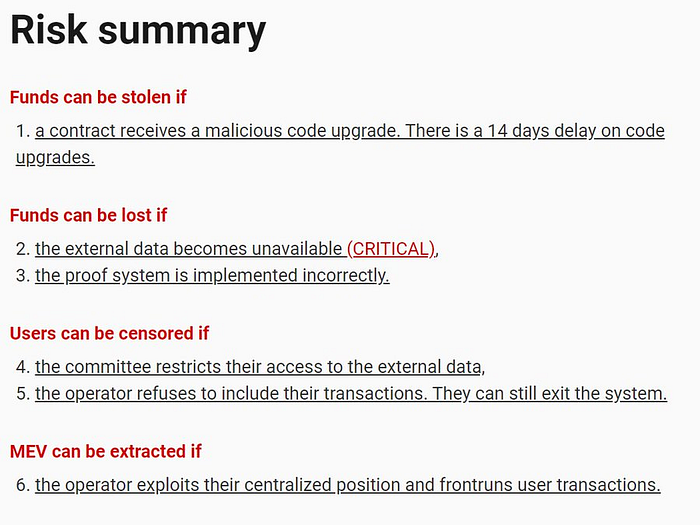 Risk summary
Funds can be stolen if
1. a contract receives a malicious code upgrade. There is a 14 days delay on code
upgrades.
Funds can be lost if
2. the external data becomes unavailable (CRITICAL),
3. the proof system is implemented incorrectly.
Users can be censored if
4. the committee restricts their access to the external data,
5. the operator refuses to include their transactions. They can still exit the system.
MEV can be extracted if
6. the operator exploits their centralized position and frontruns user transactions.